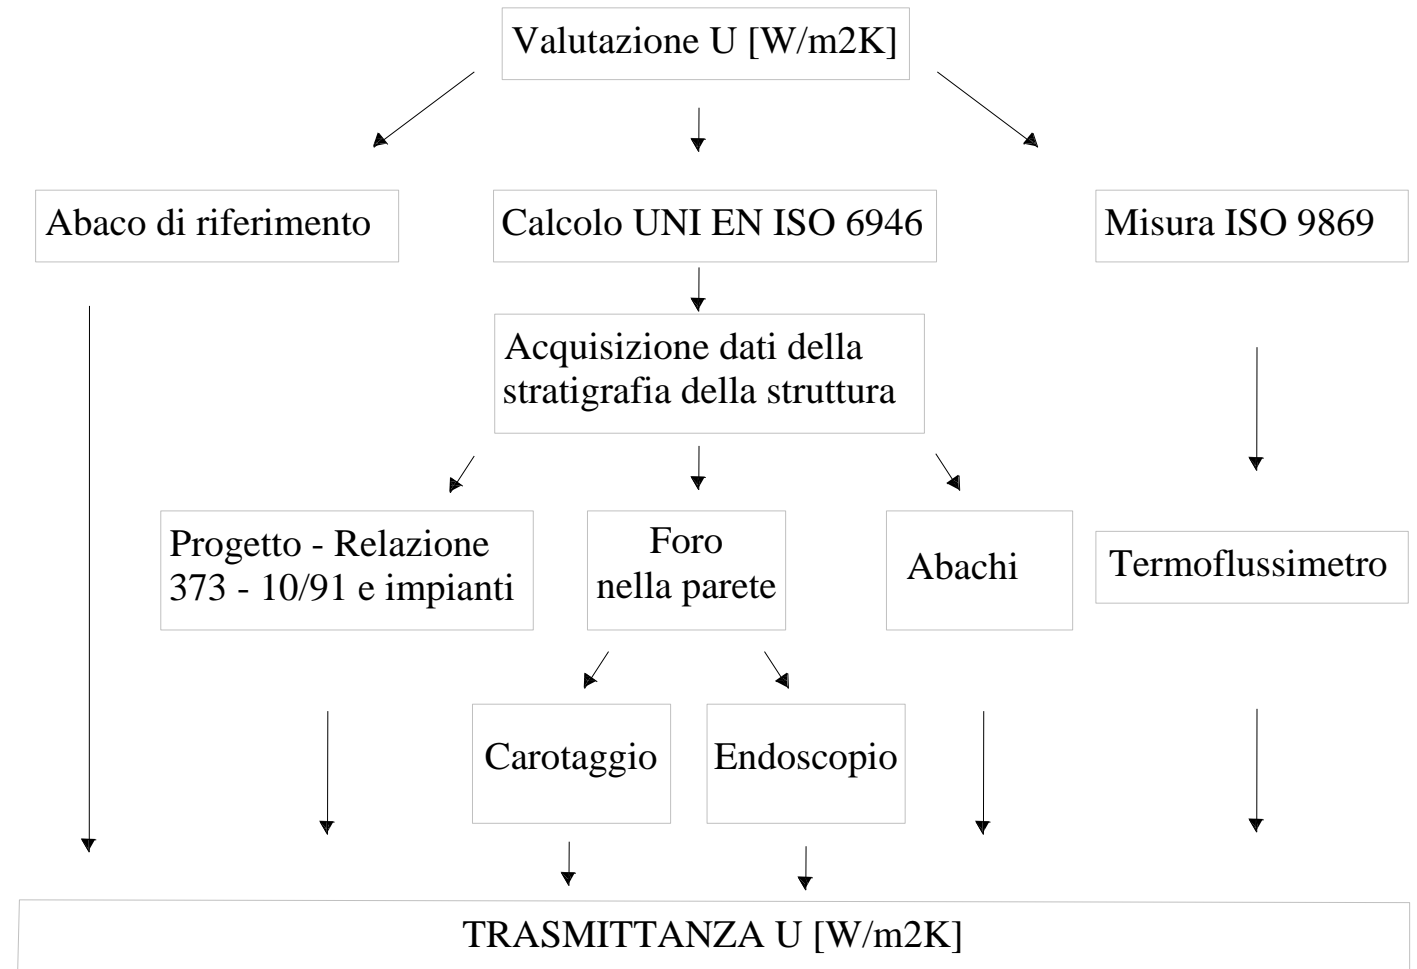 Valutazione U [W/m2K]
Abaco di riferimento
Calcolo UNI EN ISO 6946
Misura ISO 9869
Acquisizione dati della
stratigrafia della struttura
Progetto - Relazione
373 - 10/91 e impianti
Foro
nella parete
Abachi
Termoflussimetro
Carotaggio
Endoscopio
TRASMITTANZA U [W/m2K]